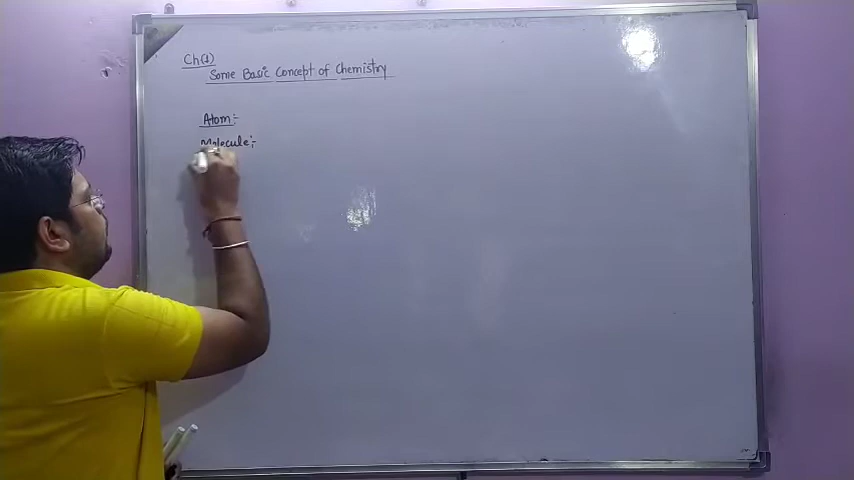 Ch(1)
Some Basic Concept of Chemistry
Atom:-
Molecule:-